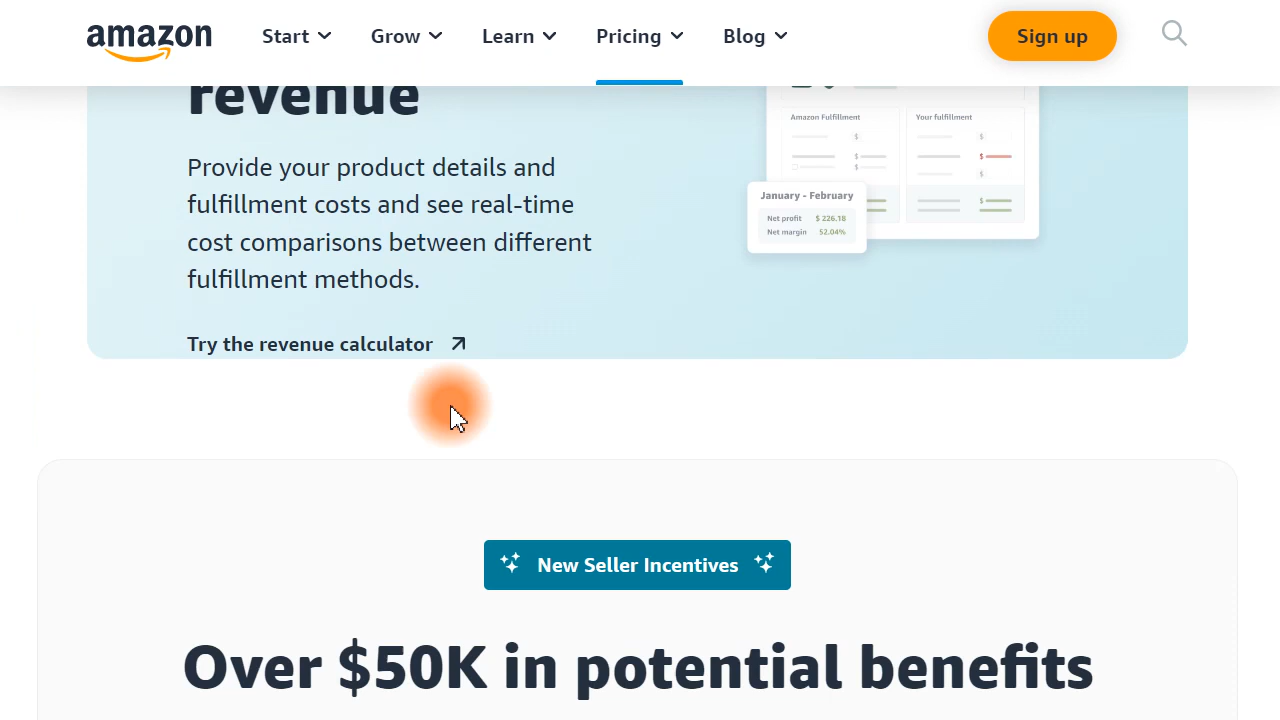 amazon
Start
Grow
Learn
Pricing
Blog
Sign up
revenue
Provide your product details and
fulfillment costs and see real-time
cost comparisons between different
fulfillment methods.
Try the revenue calculator
Amazon Fulfillment
Your fulfillment
$
$
$
$
$
$
$
January - February
Net profit $ 226.18
Net margin 52.04%
New Seller Incentives
Over $50K in potential benefits